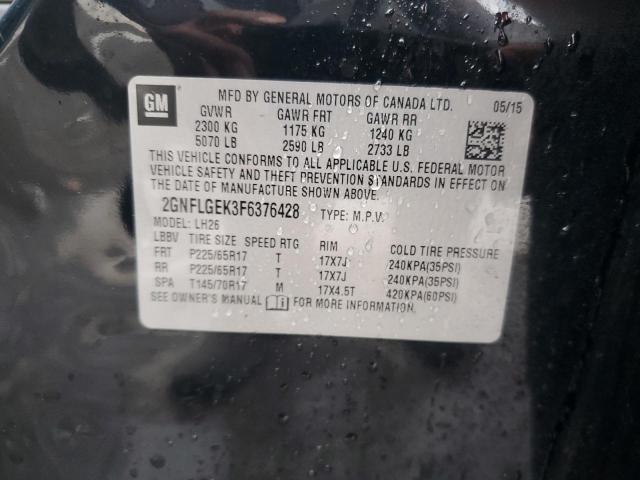 GM
MFD BY GENERAL MOTORS OF CANADA LTD. 05/15
GVWR GAWR FRT GAWR RR
2300 KG 1175 KG 1240 KG
5070 LB 2590 LB 2733 LB
THIS VEHICLE CONFORMS TO ALL APPLICABLE U.S. FEDERAL MOTOR
VEHICLE SAFETY AND THEFT PREVENTION STANDARDS IN EFFECT ON
THE DATE OF MANUFACTURE SHOWN ABOVE.
2GNFLGEK3F6376428 TYPE: M.P.V.
MODEL: LH26
LBBV TIRE SIZE SPEED RTG RIM COLD TIRE PRESSURE
FRT P225/65R17 T 17X7J 240KPA(35PSI)
RR P225/65R17 T 17X7J 240KPA(35PSI)
SPA T145/70R17 M 17X4.5T 420KPA(60PSI)
SEE OWNER'S MANUAL FOR MORE INFORMATION.